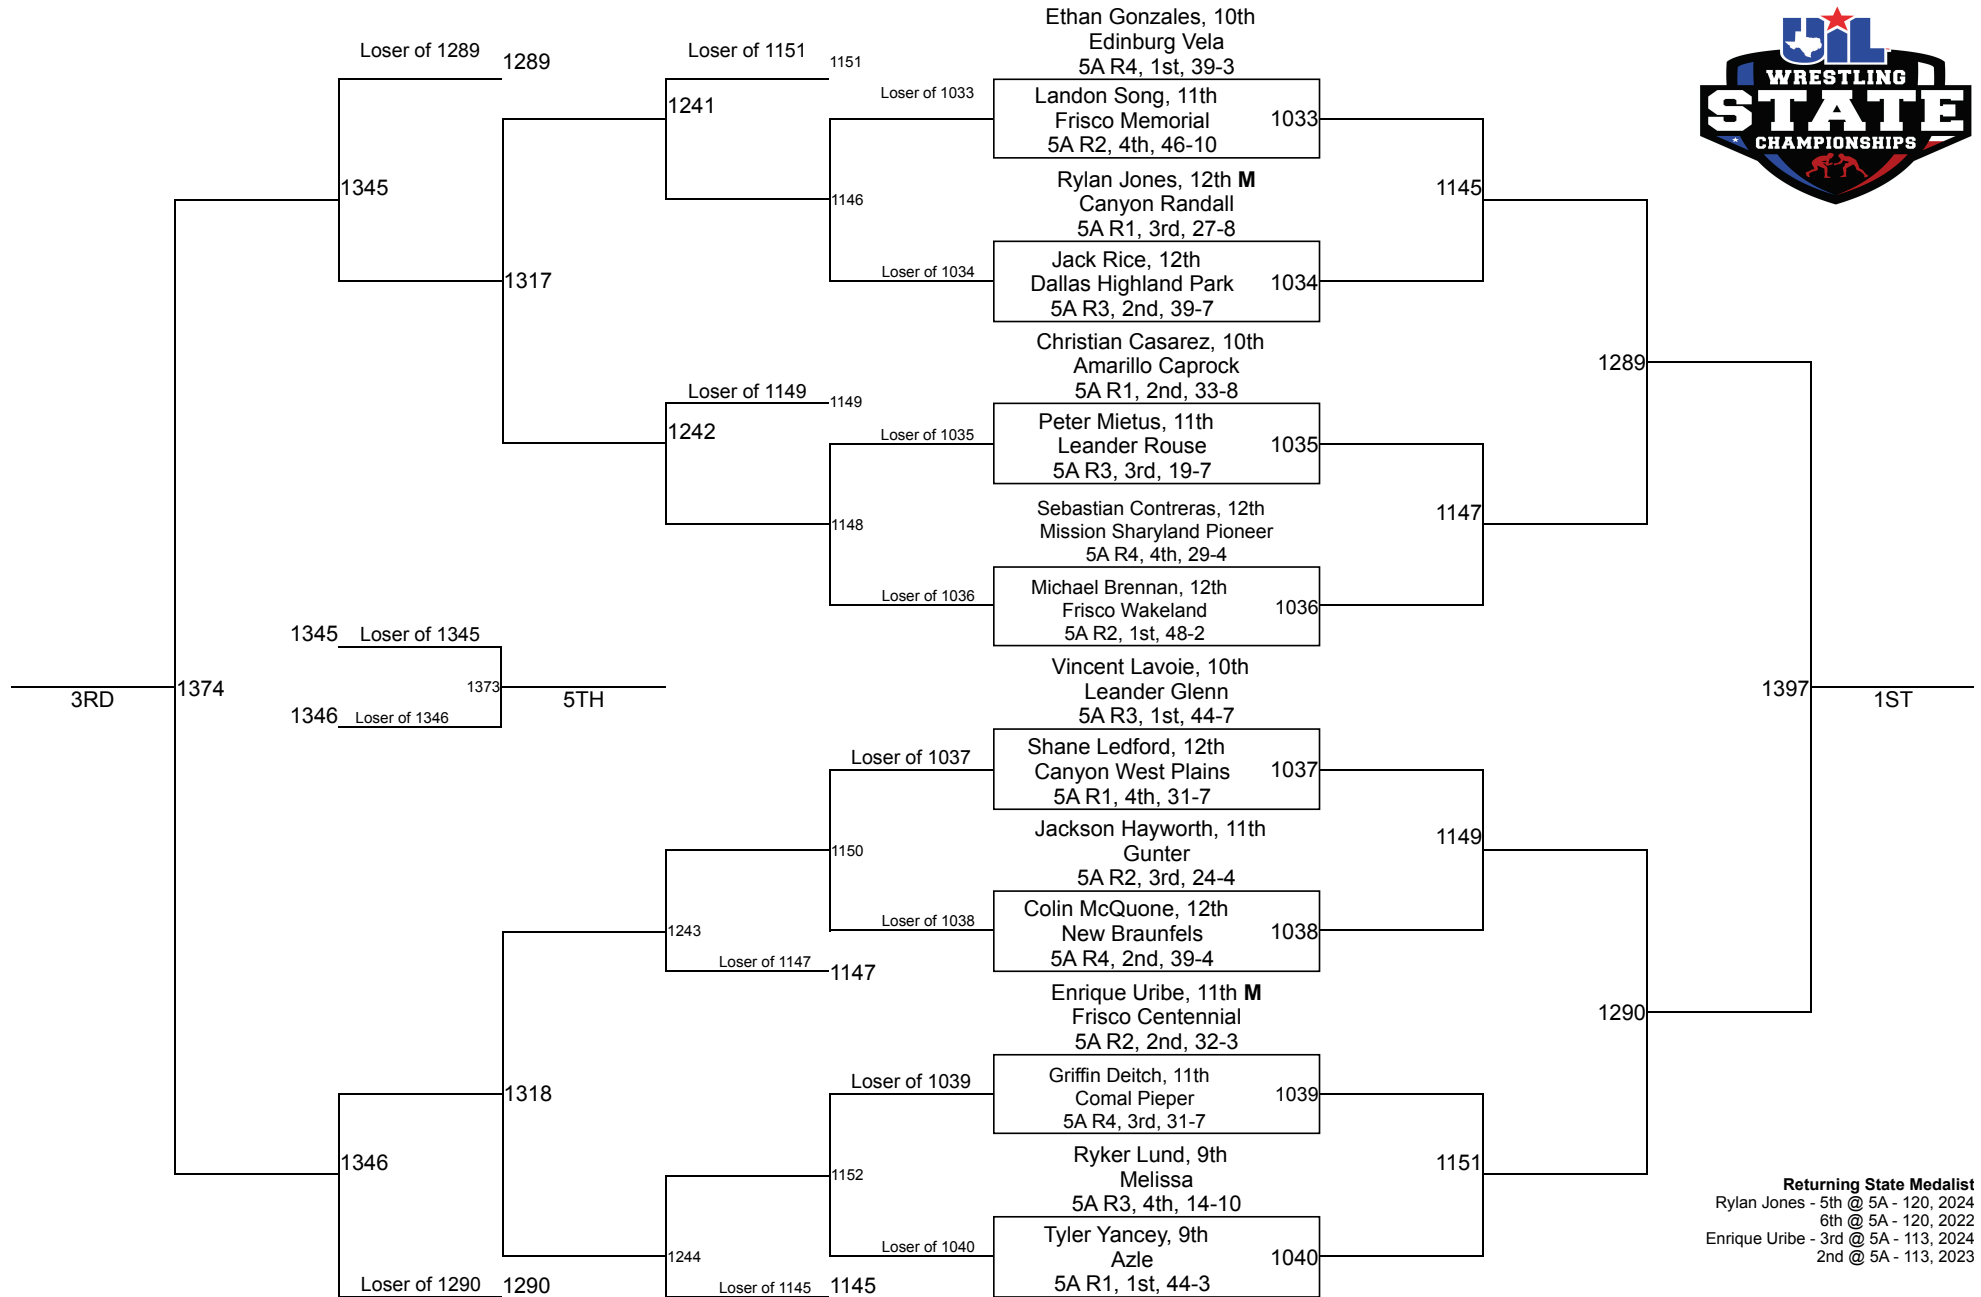 UIL
WRESTLING
STATE
CHAMPIONSHIPS
Loser of 1289
1289
1345
1317
Loser of 1151
1151
1241
1146
Loser of 1149
1149
1242
1148
Loser of 1033
Loser of 1034
Loser of 1035
Loser of 1036
Ethan Gonzales, 10th
Edinburg Vela
5A R4, 1st, 39-3
Landon Song, 11th
Frisco Memorial
5A R2, 4th, 46-10
1033
Rylan Jones, 12th M
Canyon Randall
5A R1, 3rd, 27-8
Jack Rice, 12th
Dallas Highland Park
5A R3, 2nd, 39-7
1034
Christian Casarez, 10th
Amarillo Caprock
5A R1, 2nd, 33-8
Peter Mietus, 11th
Leander Rouse
5A R3, 3rd, 19-7
1035
Sebastian Contreras, 12th
Mission Sharyland Pioneer
5A R4, 4th, 29-4
Michael Brennan, 12th
Frisco Wakeland
5A R2, 1st, 48-2
1036
1145
1147
1289
1345
Loser of 1345
1346
Loser of 1346
1373
5TH
3RD
1374
1397
1ST
Vincent Lavoie, 10th
Leander Glenn
5A R3, 1st, 44-7
Shane Ledford, 12th
Canyon West Plains
5A R1, 4th, 31-7
1037
Jackson Hayworth, 11th
Gunter
5A R2, 3rd, 24-4
Colin McQuone, 12th
New Braunfels
5A R4, 2nd, 39-4
1038
Enrique Uribe, 11th M
Frisco Centennial
5A R2, 2nd, 32-3
Griffin Deitch, 11th
Comal Pieper
5A R4, 3rd, 31-7
1039
Ryker Lund, 9th
Melissa
5A R3, 4th, 14-10
Tyler Yancey, 9th
Azle
5A R1, 1st, 44-3
1040
Loser of 1037
Loser of 1038
Loser of 1039
Loser of 1040
1150
1243
Loser of 1147
1147
1318
1152
1244
Loser of 1145
1145
1346
Loser of 1290
1290
1149
1151
1290
Returning State Medalist
Rylan Jones - 5th @ 5A - 120, 2024
6th @ 5A - 120, 2022
Enrique Uribe - 3rd @ 5A - 113, 2024
2nd @ 5A - 113, 2023